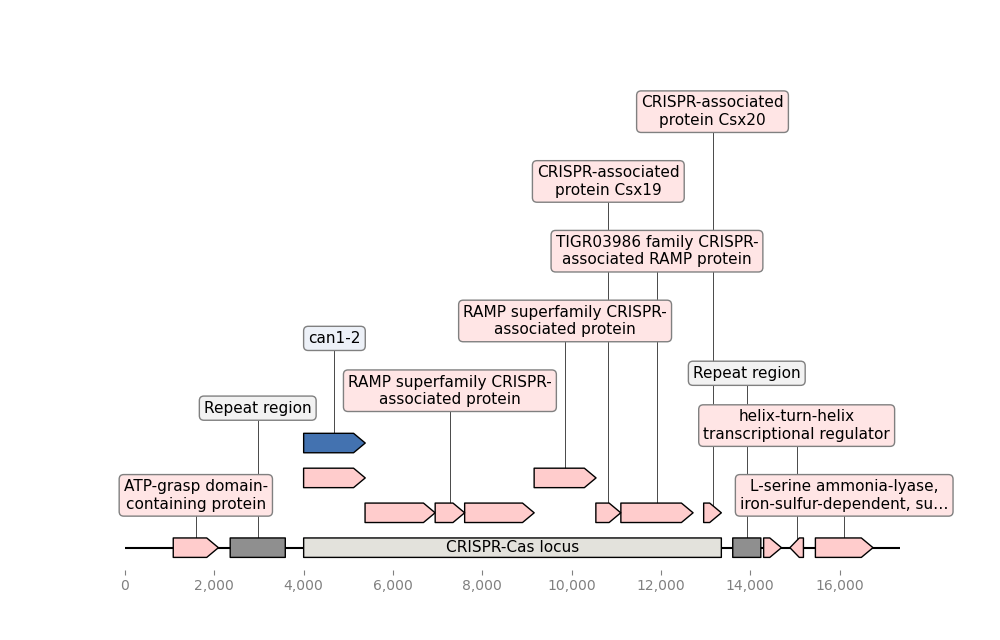 CRISPR-associated
protein Csx20
CRISPR-associated
protein Csx19
TIGR03986 family CRISPR-
associated RAMP protein
RAMP superfamily CRISPR-
associated protein
can1-2
Repeat region
RAMP superfamily CRISPR-
associated protein
Repeat region
helix-turn-helix
transcriptional regulator
ATP-grasp domain-
containing protein
L-serine ammonia-lyase,
iron-sulfur-dependent, su...
CRISPR-Cas locus
0 2,000 4,000 6,000 8,000 10,000 12,000 14,000 16,000